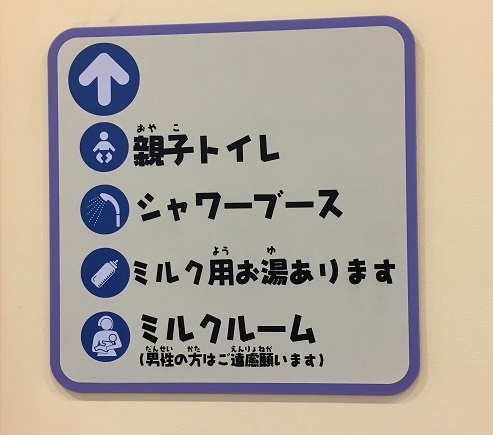 親子トイレ
シャワーブース
ミルク用お湯あります
ミルクルーム
(男性の方はご遠慮願います)